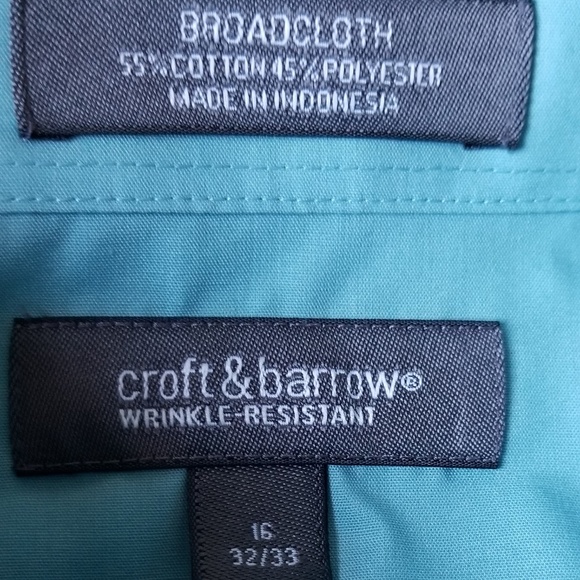 BROADCLOTH
55% COTTON 45% POLYESTER
MADE IN INDONESIA
croft&barrow®
WRINKLE-RESISTANT
16
32/33